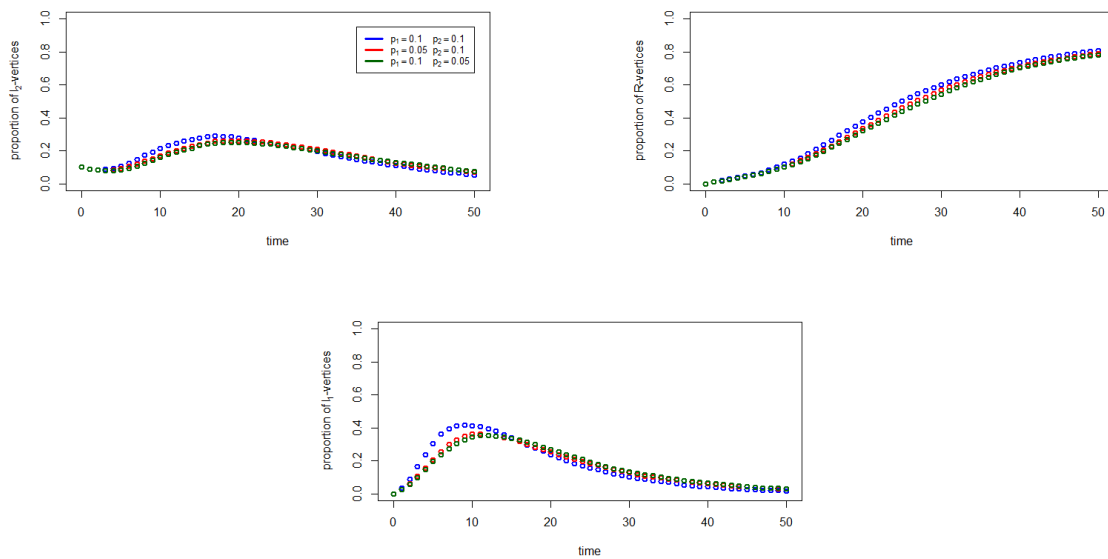 proportion of I₂-vertices
0.0 0.2 0.4 0.6 0.8 1.0
p₁ = 0.1 p₂ = 0.1
p₁ = 0.05 p₂ = 0.1
p₁ = 0.1 p₂ = 0.05
0 10 20 30 40 50
time
proportion of R-vertices
0.0 0.2 0.4 0.6 0.8 1.0
0 10 20 30 40 50
time
proportion of I₁-vertices
0.0 0.2 0.4 0.6 0.8 1.0
0 10 20 30 40 50
time